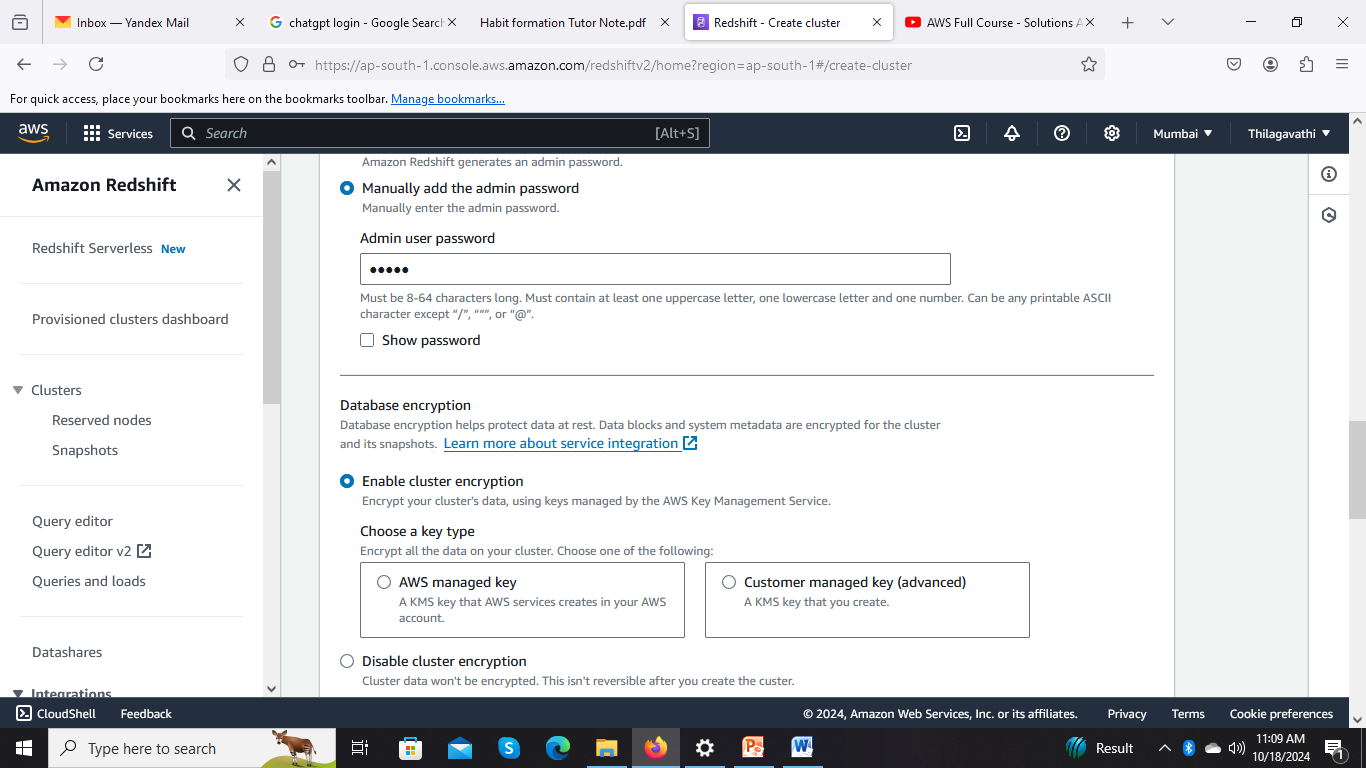 Inbox — Yandex Mail
chatgpt login - Google Search
Habit formation Tutor Note.pdf
Redshift - Create cluster
AWS Full Course - Solutions A
https://ap-south-1.console.aws.amazon.com/redshiftv2/home?region=ap-south-1#/create-cluster
For quick access, place your bookmarks here on the bookmarks toolbar. Manage bookmarks...
aws
Services
Search
[Alt+S]
Mumbai
Thilagavathi
Amazon Redshift
Redshift Serverless New
Provisioned clusters dashboard
Clusters
Reserved nodes
Snapshots
Query editor
Query editor v2
Queries and loads
Datashares
Integrations
Amazon Redshift generates an admin password.
Manually add the admin password
Manually enter the admin password.
Admin user password
•••••
Must be 8-64 characters long. Must contain at least one uppercase letter, one lowercase letter and one number. Can be any printable ASCII
character except “/”, “"”, or “@”.
Show password
Database encryption
Database encryption helps protect data at rest. Data blocks and system metadata are encrypted for the cluster
and its snapshots. Learn more about service integration
Enable cluster encryption
Encrypt your cluster's data, using keys managed by the AWS Key Management Service.
Choose a key type
Encrypt all the data on your cluster. Choose one of the following:
AWS managed key
A KMS key that AWS services creates in your AWS
account.
Customer managed key (advanced)
A KMS key that you create.
Disable cluster encryption
Cluster data won't be encrypted. This isn't reversible after you create the custer.
CloudShell
Feedback
© 2024, Amazon Web Services, Inc. or its affiliates.
Privacy
Terms
Cookie preferences
Type here to search
Result
11:09 AM
10/18/2024
1